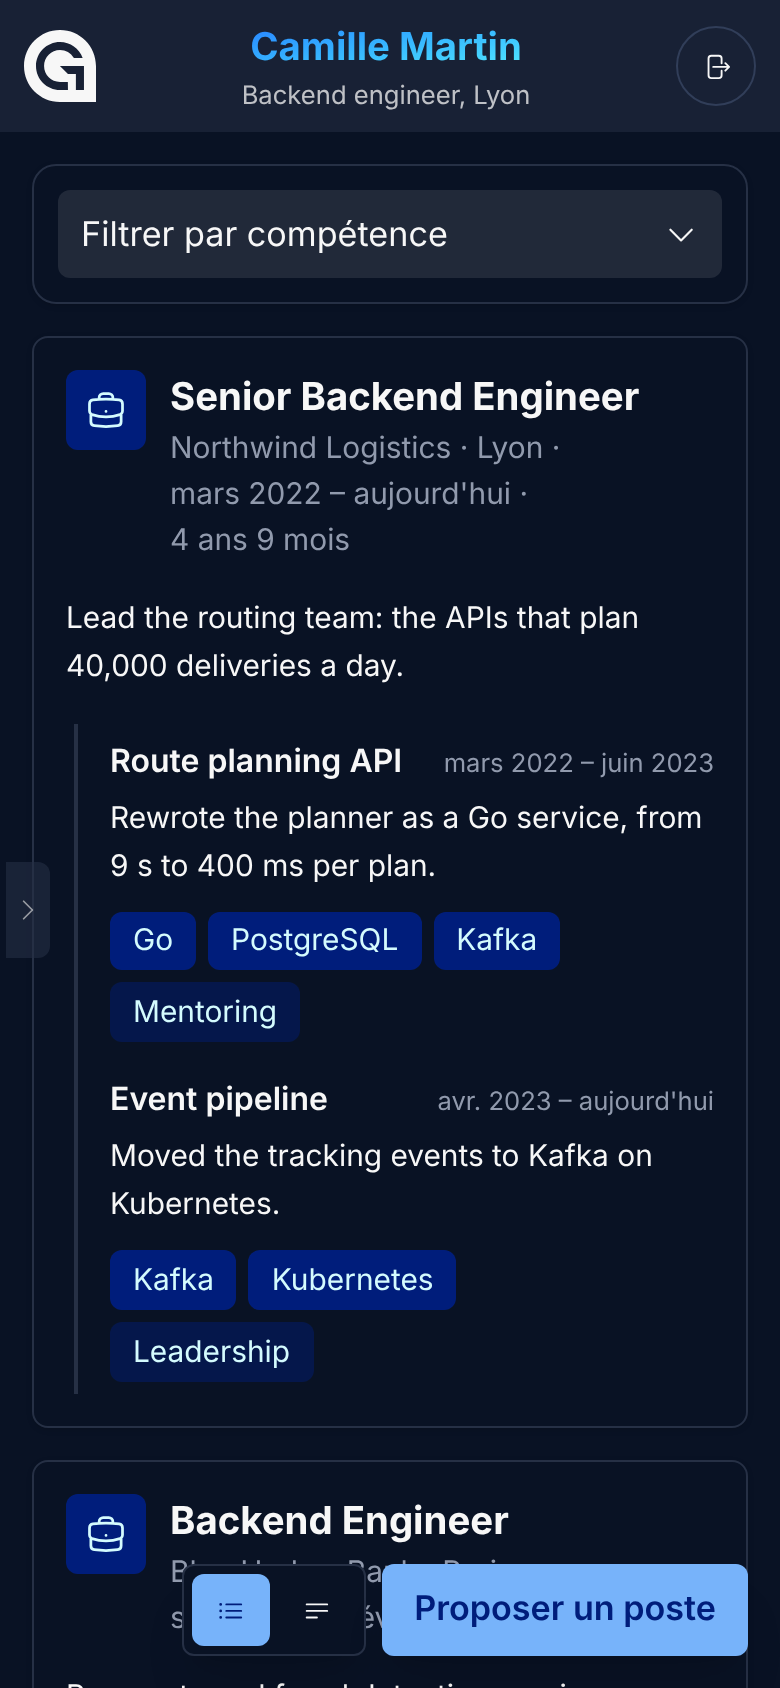 Camille Martin
Backend engineer, Lyon
Filtrer par compétence
Senior Backend Engineer
Northwind Logistics · Lyon ·
mars 2022 – aujourd'hui ·
4 ans 9 mois
Lead the routing team: the APIs that plan
40,000 deliveries a day.
Route planning API mars 2022 – juin 2023
Rewrote the planner as a Go service, from
9 s to 400 ms per plan.
Go PostgreSQL Kafka
Mentoring
Event pipeline avr. 2023 – aujourd'hui
Moved the tracking events to Kafka on
Kubernetes.
Kafka Kubernetes
Leadership
Backend Engineer
Proposer un poste